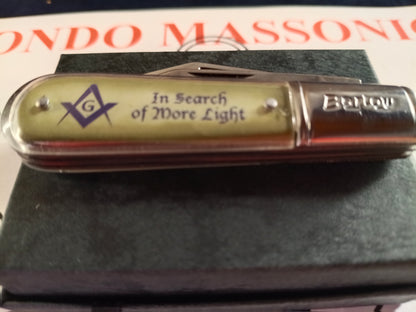 ONDO MASSONIC
G
In Search
of More Light
Barlow